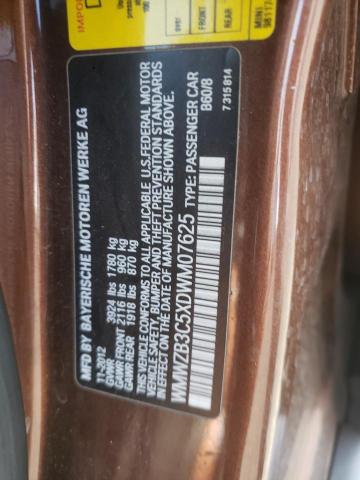 MFD BY BAYERISCHE MOTOREN WERKE AG
11/2012
GVWR 3924 lbs 1780 kg
GAWR FRONT 2116 lbs 960 kg
GAWR REAR 1918 lbs 870 kg
THIS VEHICLE CONFORMS TO ALL APPLICABLE U.S.FEDERAL MOTOR
VEHICLE SAFETY, BUMPER AND THEFT PREVENTION STANDARDS
IN EFFECT ON THE DATE OF MANUFACTURE SHOWN ABOVE.
WMWZB3C5XDWM07625 TYPE: PASSENGER CAR
B60/8
7315814
FRONT
REAR
MINI